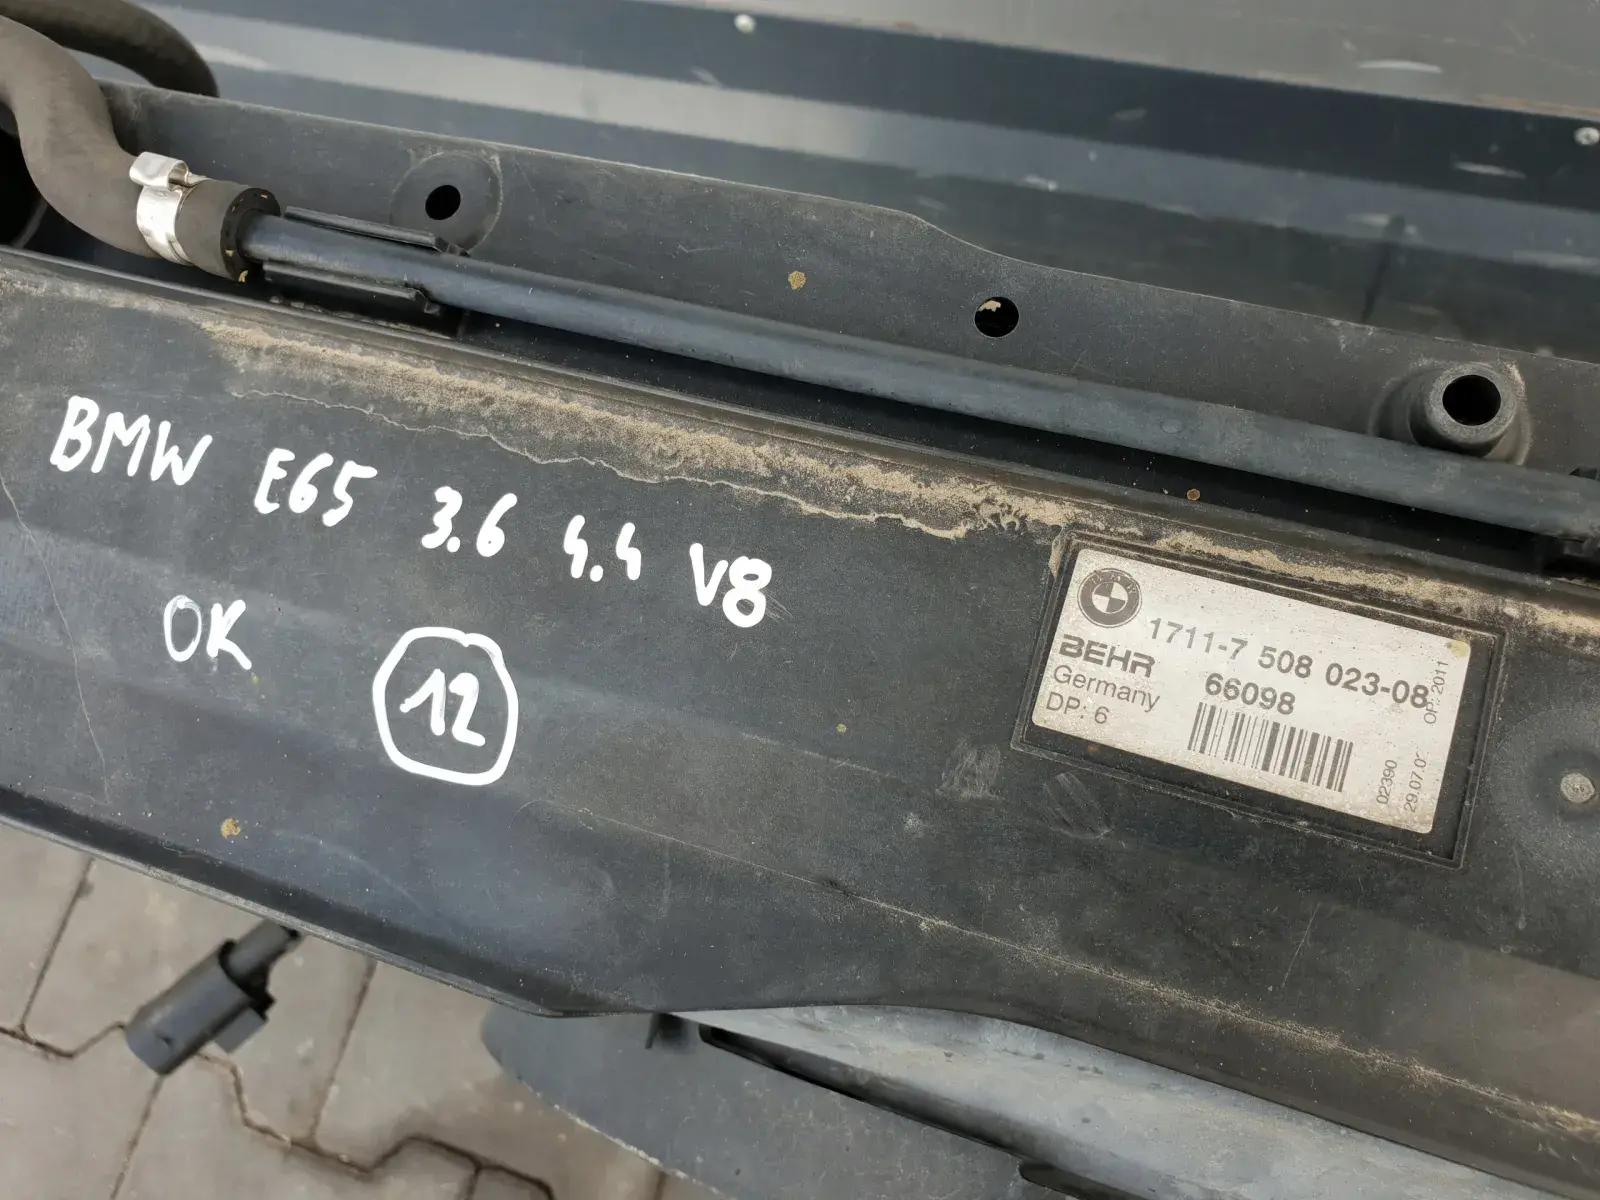 BMW E65 3.6 4.4 V8
OK
12
1711-7 508 023-08
BEHR
66098
Germany
DP: 6
OP: 2011
02390
29.07.0